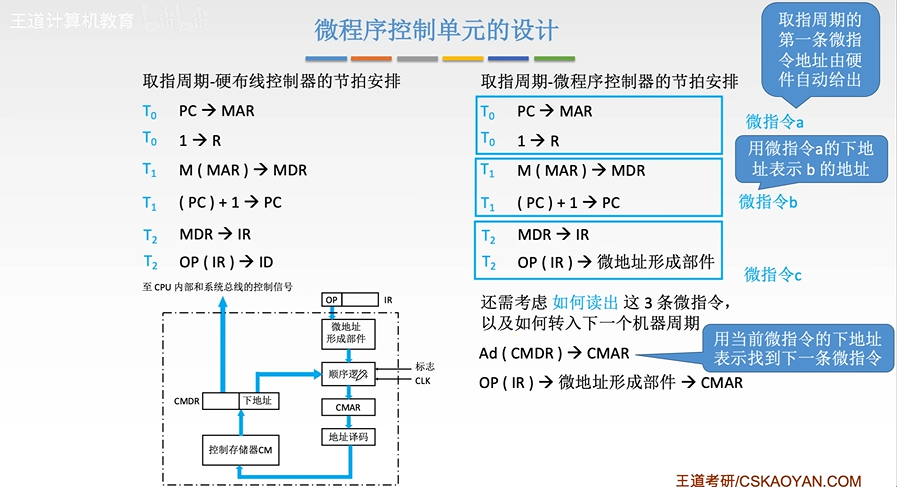 王道计算机教育
微程序控制单元的设计
取指周期的
第一条微指
令地址由硬
件自动给出
取指周期-硬布线控制器的节拍安排
T0 PC → MAR
T0 1 → R
T1 M ( MAR ) → MDR
T1 ( PC ) + 1 → PC
T2 MDR → IR
T2 OP ( IR ) → ID
取指周期-微程序控制器的节拍安排
T0 PC → MAR
T0 1 → R
微指令a
T1 M ( MAR ) → MDR
T1 ( PC ) + 1 → PC
用微指令a的下地
址表示 b 的地址
微指令b
T2 MDR → IR
T2 OP ( IR ) → 微地址形成部件
微指令c
至 CPU 内部和系统总线的控制信号
OP
IR
微地址
形成部件
顺序逻辑
标志
CLK
CMDR
下地址
CMAR
地址译码
控制存储器CM
还需考虑 如何读出 这 3 条微指令，
以及如何转入下一个机器周期
Ad ( CMDR ) → CMAR
用当前微指令的下地址
表示找到下一条微指令
OP ( IR ) → 微地址形成部件 → CMAR
王道考研/CSKAOYAN.COM